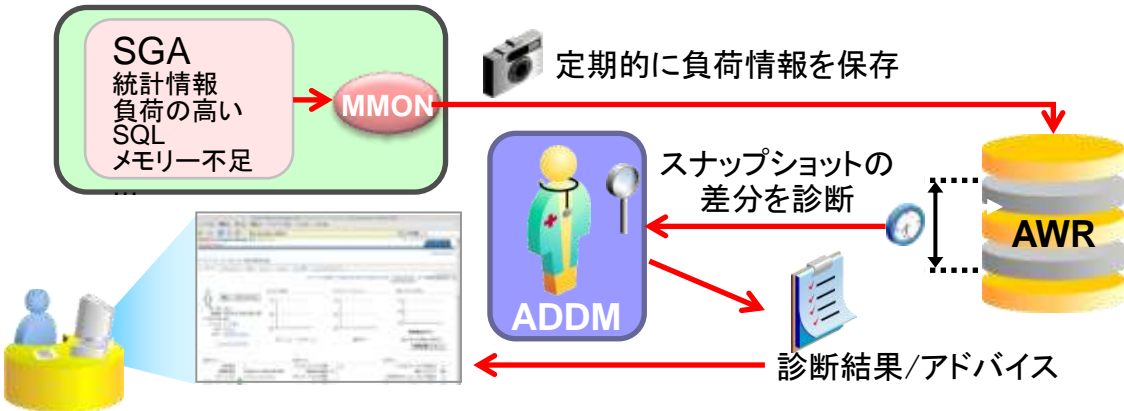 SGA
統計情報
負荷の高い
SQL
メモリー不足
...
MMON
定期的に負荷情報を保存
スナップショットの
差分を診断
AWR
ADDM
診断結果/アドバイス